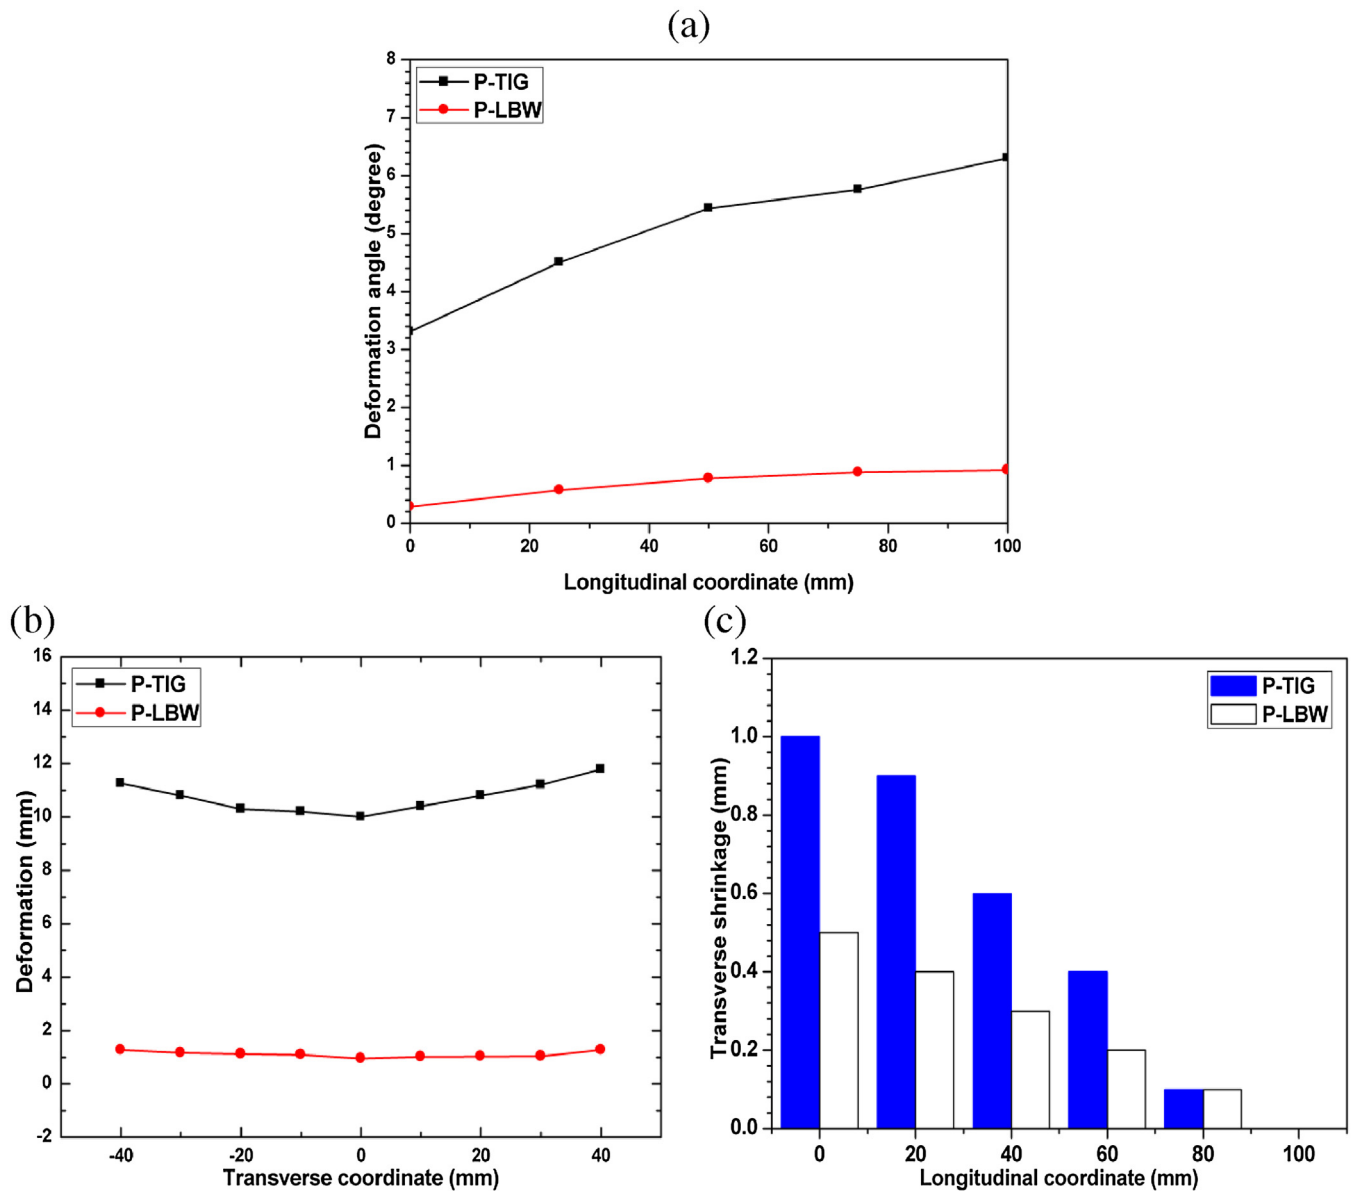 (a)
8
7
6
5
4
3
2
1
0
P-TIG
P-LBW
Deformation angle (degree)
0 20 40 60 80 100
Longitudinal coordinate (mm)
(b)
16
14
12
10
8
6
4
2
0
-2
P-TIG
P-LBW
Deformation (mm)
-40 -20 0 20 40
Transverse coordinate (mm)
(c)
1.2
1.0
0.8
0.6
0.4
0.2
0.0
P-TIG
P-LBW
Transverse shrinkage (mm)
0 20 40 60 80 100
Longitudinal coordinate (mm)